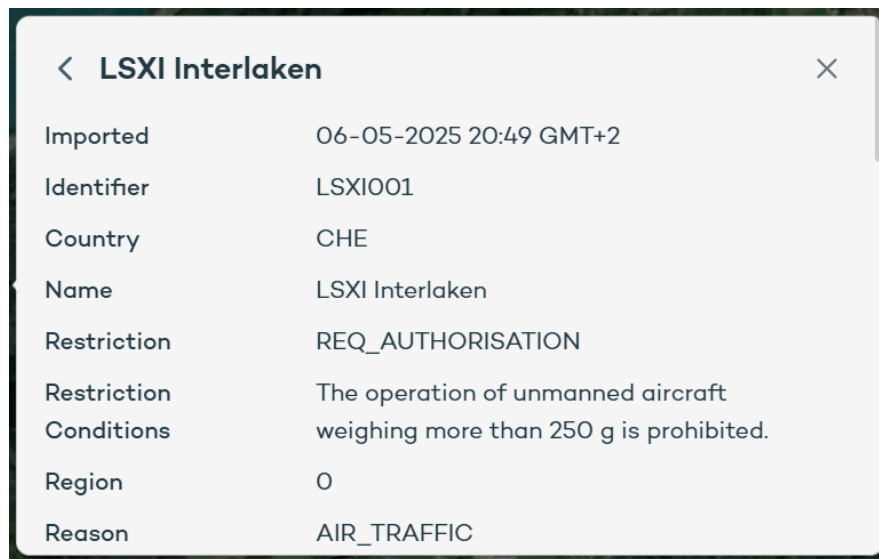 LSXI Interlaken
Imported 06-05-2025 20:49 GMT+2
Identifier LSXI001
Country CHE
Name LSXI Interlaken
Restriction REQ_AUTHORISATION
Restriction The operation of unmanned aircraft
Conditions weighing more than 250 g is prohibited.
Region 0
Reason AIR_TRAFFIC